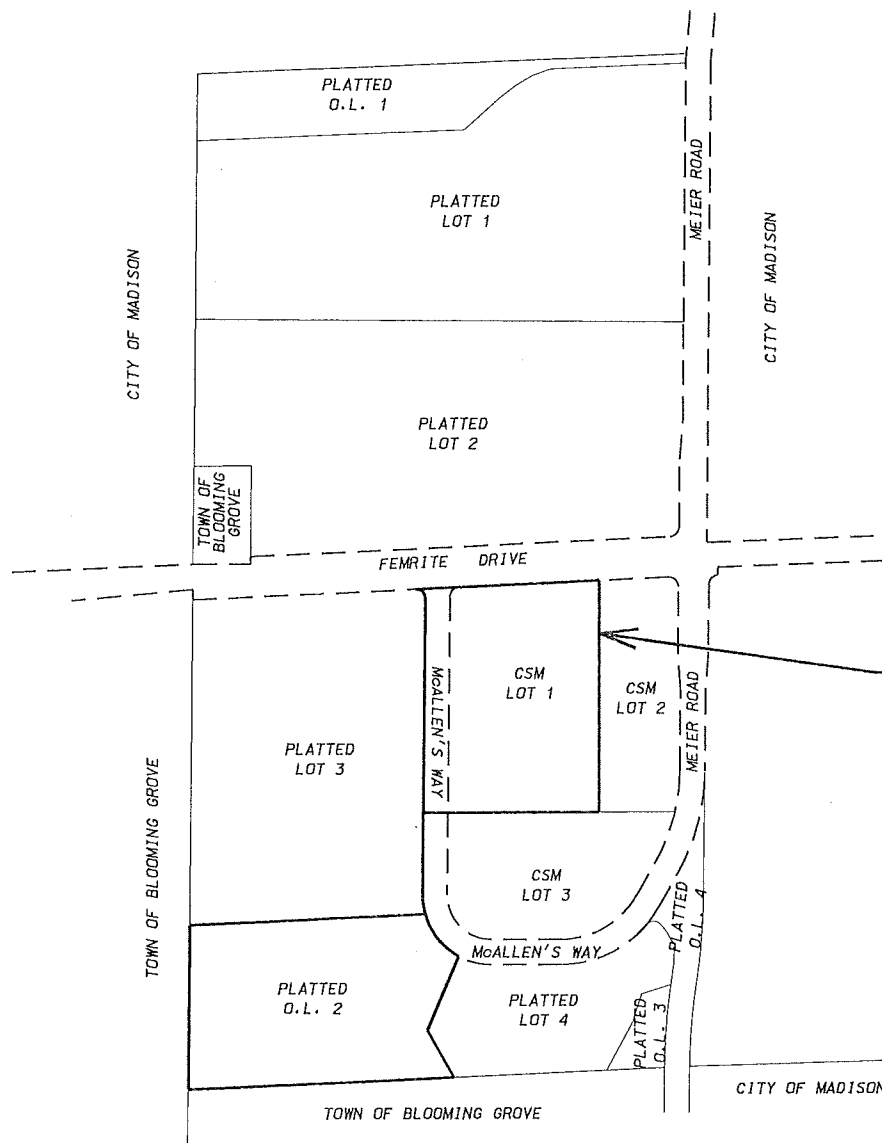 PLATTED
O.L. 1
PLATTED
LOT 1
MEIER ROAD
CITY OF MADISON
CITY OF MADISON
PLATTED
LOT 2
TOWN OF
BLOOMING
GROVE
FEMRITE DRIVE
McALLEN'S WAY
CSM
LOT 1
CSM
LOT 2
MEIER ROAD
PLATTED
LOT 3
TOWN OF BLOOMING GROVE
CSM
LOT 3
PLATTED
O.L. 4
McALLEN'S WAY
PLATTED
O.L. 2
PLATTED
LOT 4
PLATTED
O.L. 3
CITY OF MADISON
TOWN OF BLOOMING GROVE